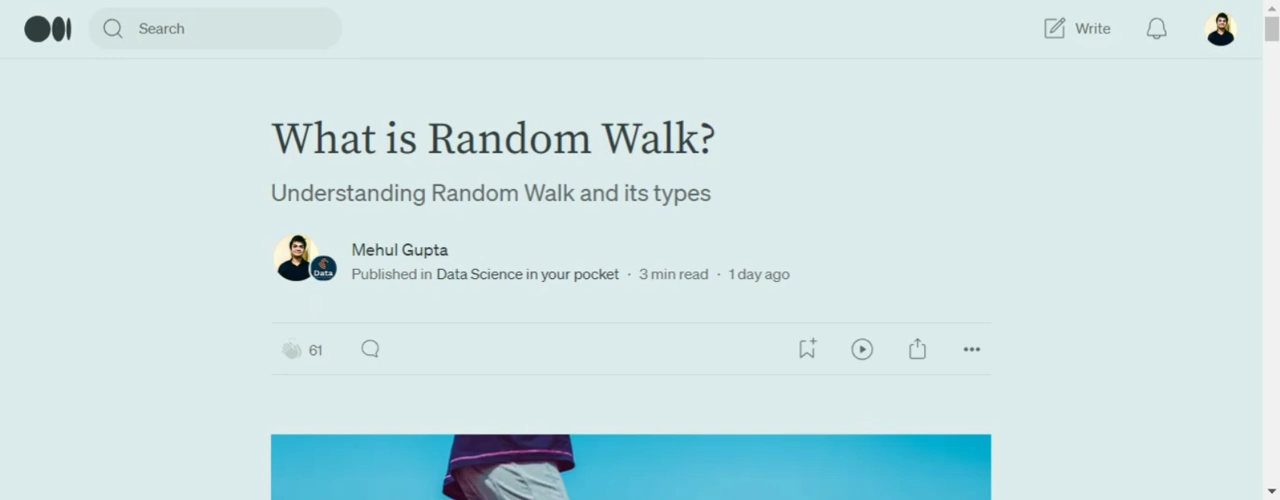 Search
Write
What is Random Walk?
Understanding Random Walk and its types
Mehul Gupta
Published in Data Science in your pocket · 3 min read · 1 day ago
Data
61